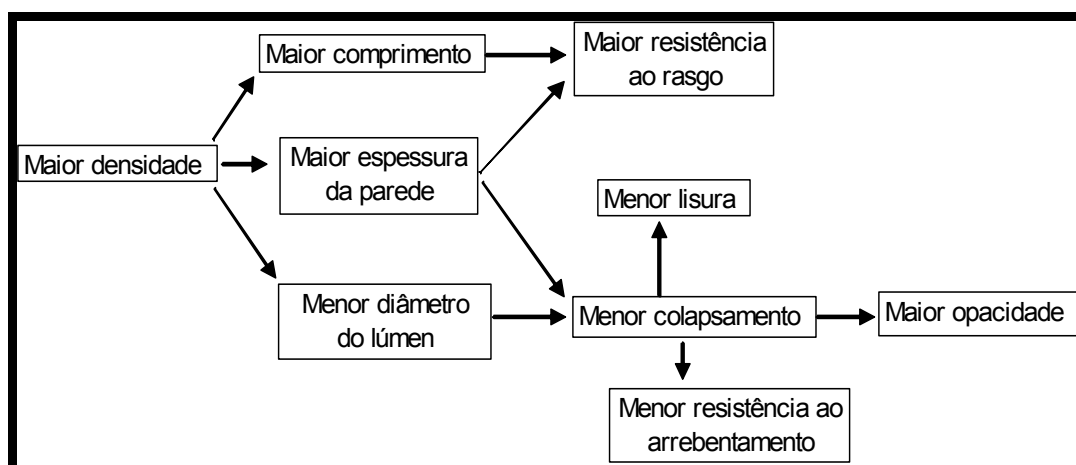 Maior comprimento
Maior resistência
ao rasgo
Maior densidade
Maior espessura
da parede
Menor lisura
Menor diâmetro
do lúmen
Menor colapsamento
Maior opacidade
Menor resistência ao
arrebentamento